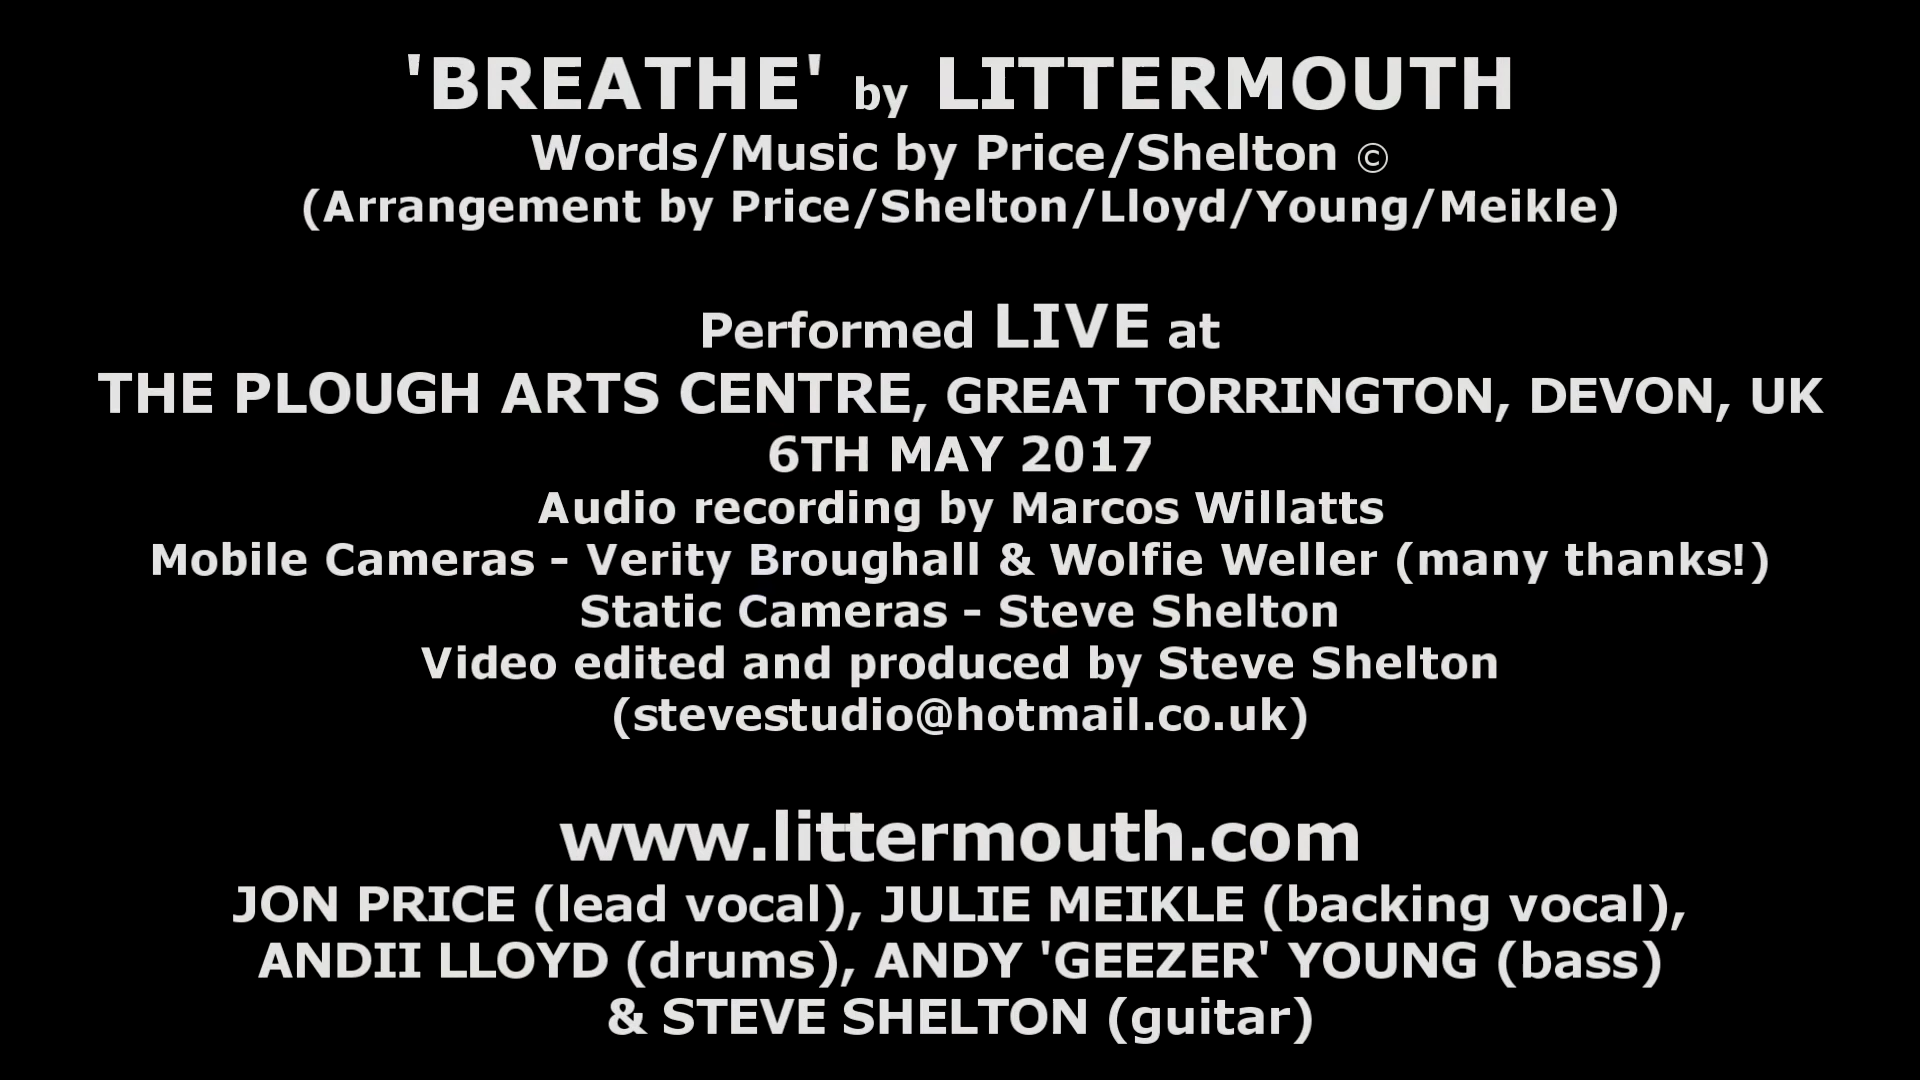 'BREATHE' by LITTERMOUTH
Words/Music by Price/Shelton ©
(Arrangement by Price/Shelton/Lloyd/Young/Meikle)
Performed LIVE at
THE PLOUGH ARTS CENTRE, GREAT TORRINGTON, DEVON, UK
6TH MAY 2017
Audio recording by Marcos Willatts
Mobile Cameras - Verity Broughall & Wolfie Weller (many thanks!)
Static Cameras - Steve Shelton
Video edited and produced by Steve Shelton
(stevestudio@hotmail.co.uk)
www.littermouth.com
JON PRICE (lead vocal), JULIE MEIKLE (backing vocal),
ANDII LLOYD (drums), ANDY 'GEEZER' YOUNG (bass)
& STEVE SHELTON (guitar)